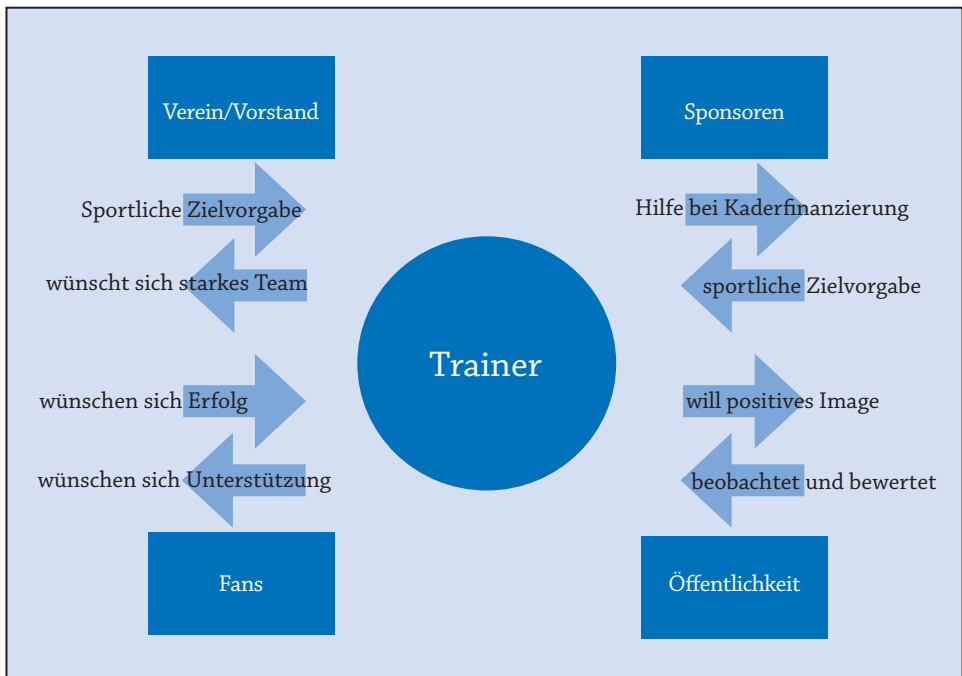 Verein/Vorstand
Sponsoren
Sportliche Zielvorgabe
Hilfe bei Kaderfinanzierung
wünscht sich starkes Team
sportliche Zielvorgabe
Trainer
wünschen sich Erfolg
will positives Image
wünschen sich Unterstützung
beobachtet und bewertet
Fans
Öffentlichkeit